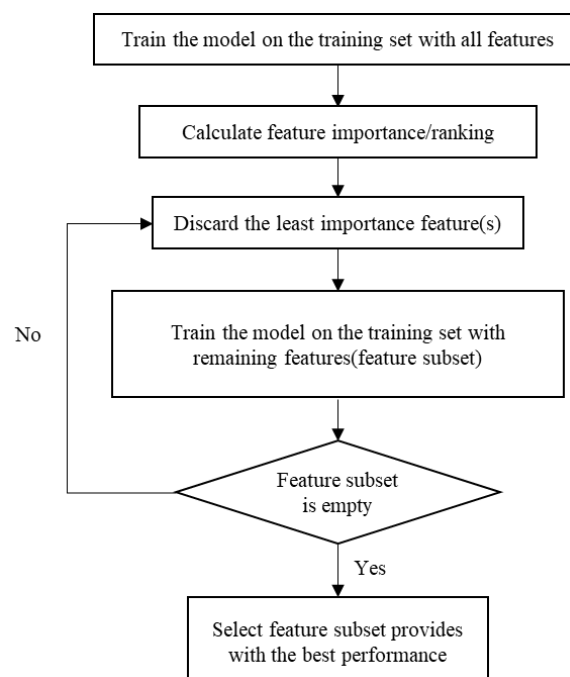 Train the model on the training set with all features
Calculate feature importance/ranking
Discard the least importance feature(s)
Train the model on the training set with
remaining features(feature subset)
No
Feature subset
is empty
Yes
Select feature subset provides
with the best performance